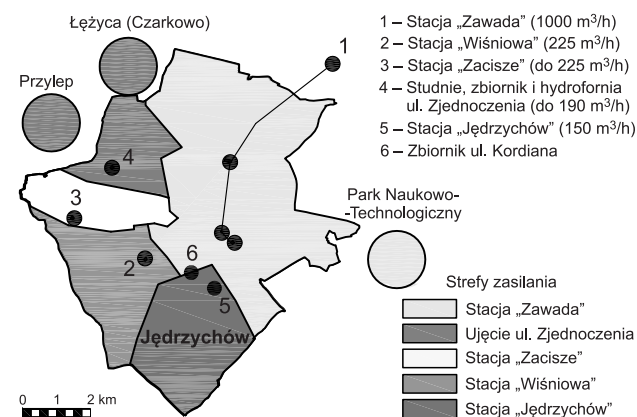 Łężyca (Czarkowo)
Przylep
1
4
3
2
6
5
Jędrzychów
0 1 2 km
1 – Stacja „Zawada” (1000 m³/h)
2 – Stacja „Wiśniowa” (225 m³/h)
3 – Stacja „Zacisze” (do 225 m³/h)
4 – Studnie, zbiornik i hydrofornia
ul. Zjednoczenia (do 190 m³/h)
5 – Stacja „Jędrzychów” (150 m³/h)
6 – Zbiornik ul. Kordiana
Park Naukowo-
-Technologiczny
Strefy zasilania
Stacja „Zawada”
Ujęcie ul. Zjednoczenia
Stacja „Zacisze”
Stacja „Wiśniowa”
Stacja „Jędrzychów”